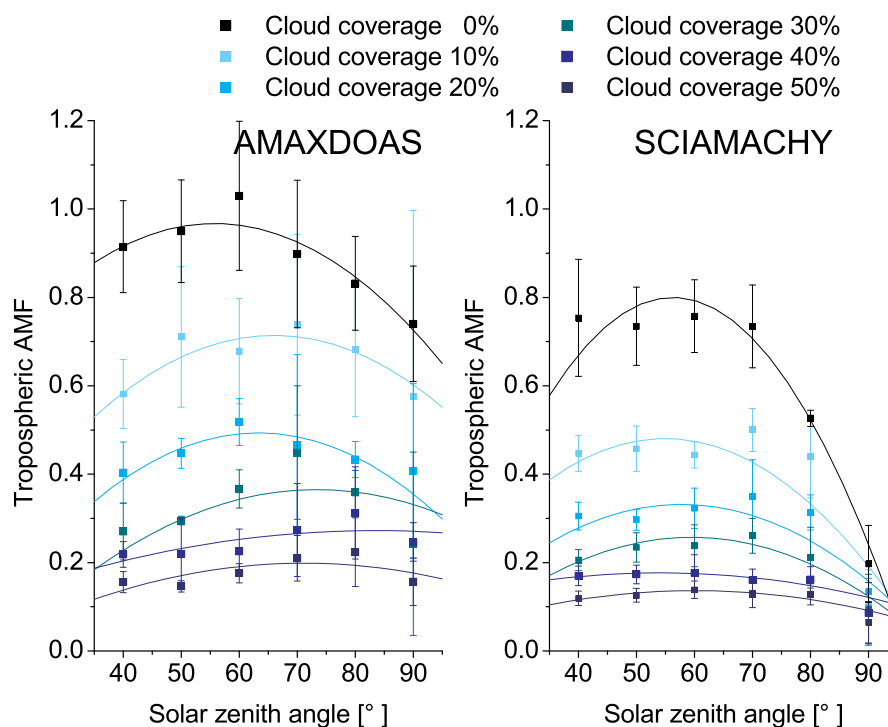 Cloud coverage 0%
Cloud coverage 10%
Cloud coverage 20%
Cloud coverage 30%
Cloud coverage 40%
Cloud coverage 50%
AMAXDOAS
Tropospheric AMF
1.2
1.0
0.8
0.6
0.4
0.2
0.0
40 50 60 70 80 90
Solar zenith angle [° ]
SCIAMACHY
Tropospheric AMF
1.2
1.0
0.8
0.6
0.4
0.2
0.0
40 50 60 70 80 90
Solar zenith angle [° ]